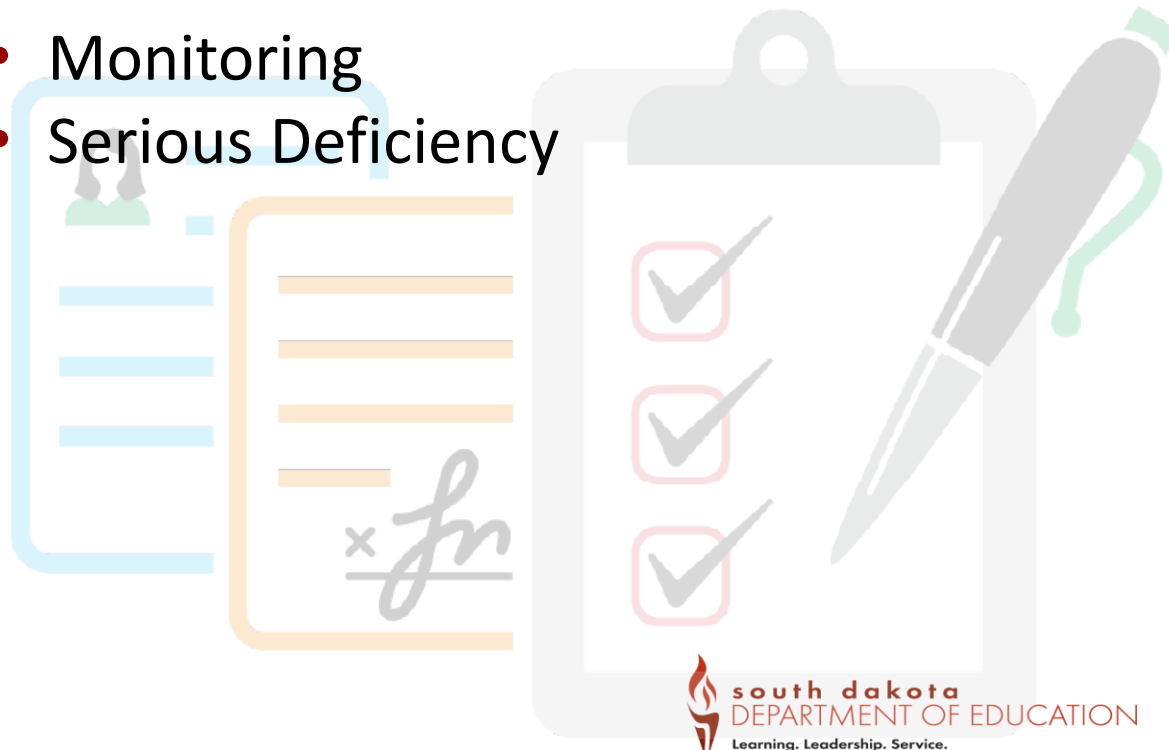 • Monitoring
• Serious Deficiency
south dakota
DEPARTMENT OF EDUCATION
Learning. Leadership. Service.